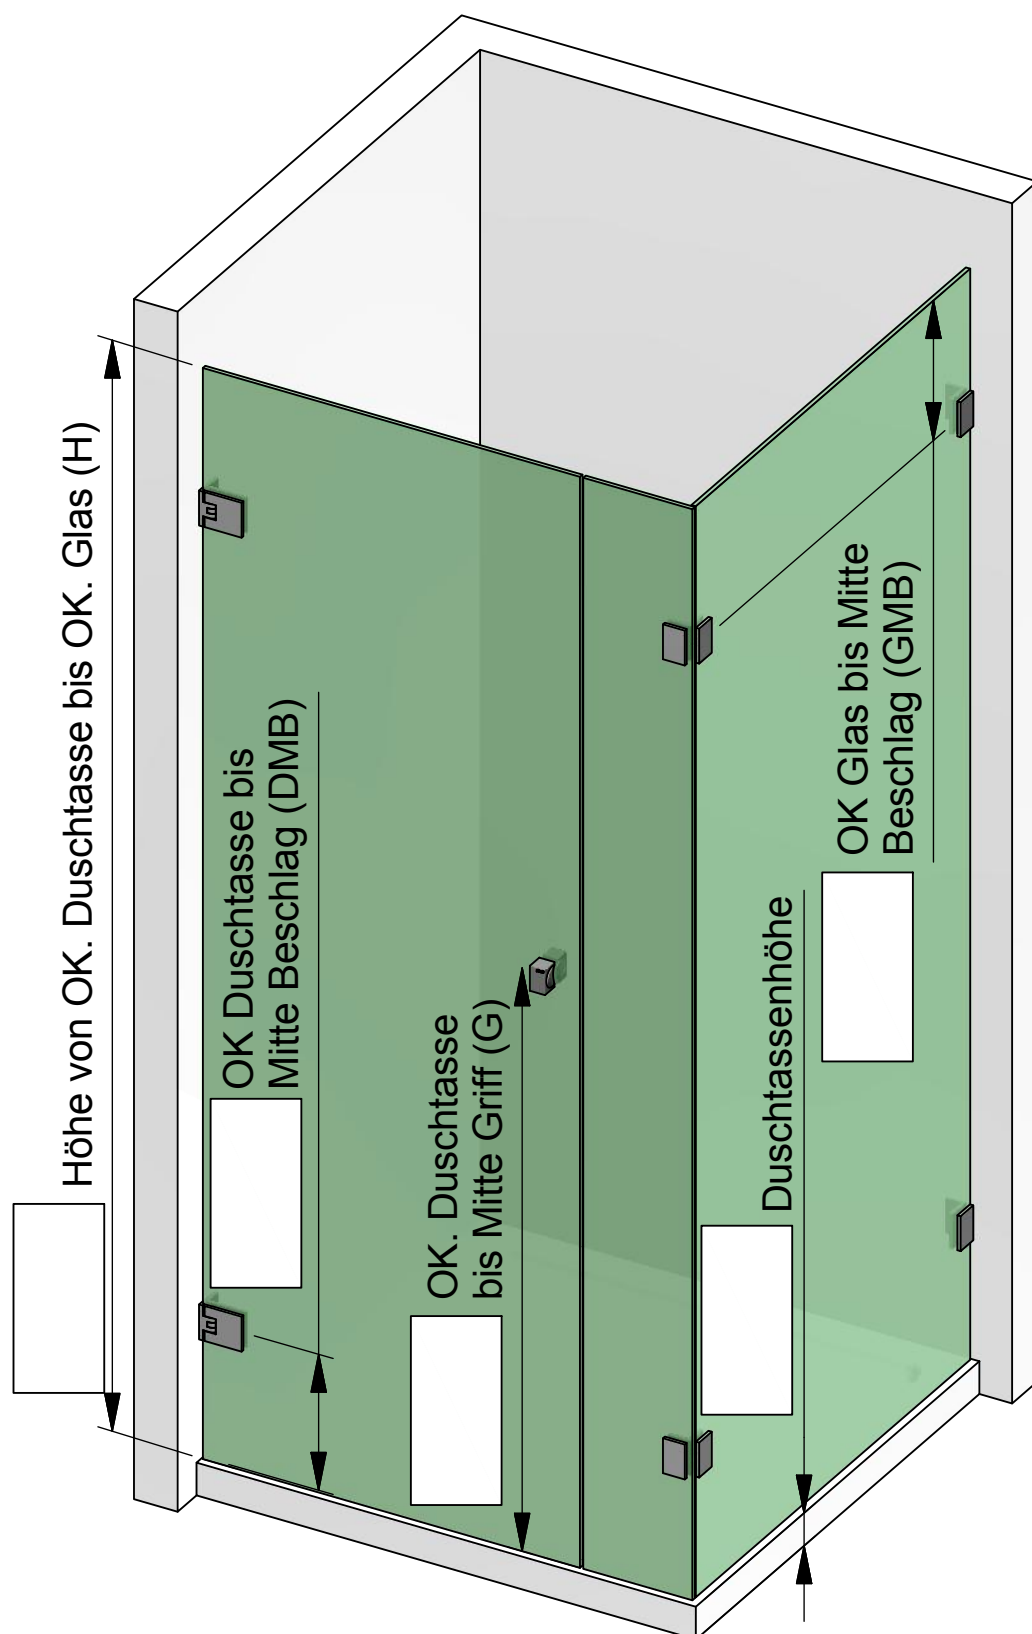 Höhe von OK. Duschtasse bis OK. Glas (H)
OK Duschtasse bis
Mitte Beschlag (DMB)
OK. Duschtasse
bis Mitte Griff (G)
Duschtassenhöhe
OK Glas bis Mitte
Beschlag (GMB)